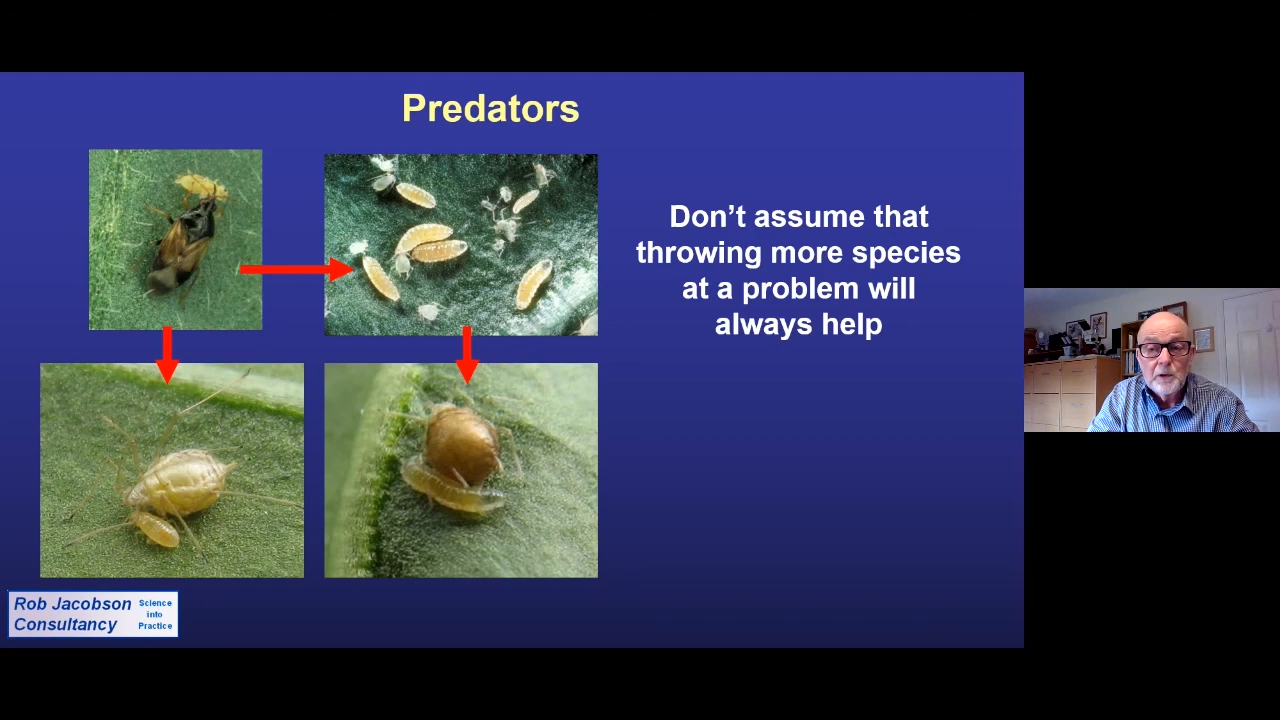 Predators
Don’t assume that
throwing more species
at a problem will
always help
Rob Jacobson
Consultancy
Science
into
Practice